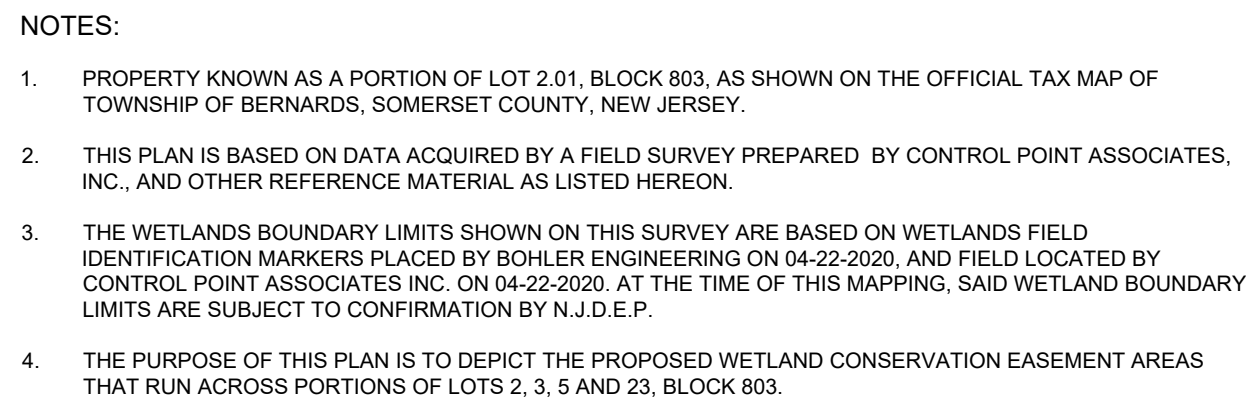 NOTES:
1. PROPERTY KNOWN AS A PORTION OF LOT 2.01, BLOCK 803, AS SHOWN ON THE OFFICIAL TAX MAP OF
TOWNSHIP OF BERNARDS, SOMERSET COUNTY, NEW JERSEY.
2. THIS PLAN IS BASED ON DATA ACQUIRED BY A FIELD SURVEY PREPARED BY CONTROL POINT ASSOCIATES,
INC., AND OTHER REFERENCE MATERIAL AS LISTED HEREON.
3. THE WETLANDS BOUNDARY LIMITS SHOWN ON THIS SURVEY ARE BASED ON WETLANDS FIELD
IDENTIFICATION MARKERS PLACED BY BOHLER ENGINEERING ON 04-22-2020, AND FIELD LOCATED BY
CONTROL POINT ASSOCIATES INC. ON 04-22-2020. AT THE TIME OF THIS MAPPING, SAID WETLAND BOUNDARY
LIMITS ARE SUBJECT TO CONFIRMATION BY N.J.D.E.P.
4. THE PURPOSE OF THIS PLAN IS TO DEPICT THE PROPOSED WETLAND CONSERVATION EASEMENT AREAS
THAT RUN ACROSS PORTIONS OF LOTS 2, 3, 5 AND 23, BLOCK 803.